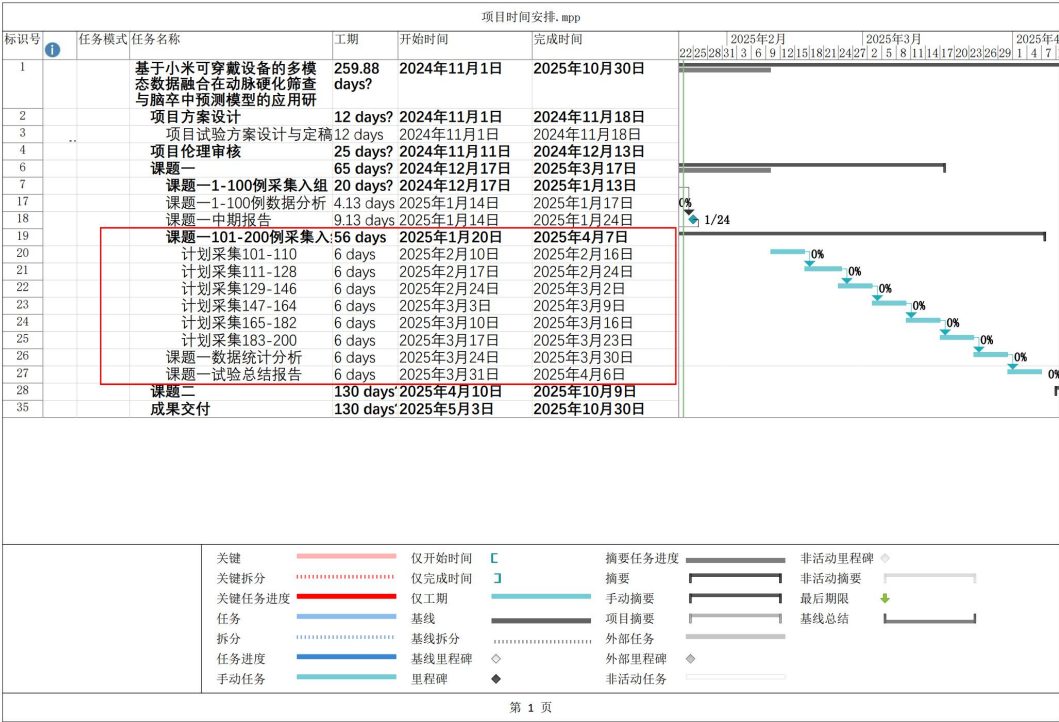 项目时间安排.mpp
标识号 任务模式 任务名称 工期 开始时间 完成时间 2025年2月 2025年3月 2025年4
22 25 28 31 3 6 9 12 15 18 21 24 27 2 5 8 11 14 17 20 23 26 29 1 4 7
1 基于小米可穿戴设备的多模 259.88 2024年11月1日 2025年10月30日
态数据融合在动脉硬化筛查 days?
与脑卒中预测模型的应用研
2 项目方案设计 12 days? 2024年11月1日 2024年11月18日
3 项目试验方案设计与定稿 12 days 2024年11月1日 2024年11月18日
4 项目伦理审核 25 days? 2024年11月11日 2024年12月13日
6 课题一 65 days? 2024年12月17日 2025年3月17日
7 课题一1-100例采集入组 20 days? 2024年12月17日 2025年1月13日
17 课题一1-100例数据分析 4.13 days 2025年1月14日 2025年1月17日 0%
18 课题一中期报告 9.13 days 2025年1月14日 2025年1月24日 1/24
19 课题一101-200例采集入 56 days 2025年1月20日 2025年4月7日
20 计划采集101-110 6 days 2025年2月10日 2025年2月16日 0%
21 计划采集111-128 6 days 2025年2月17日 2025年2月24日 0%
22 计划采集129-146 6 days 2025年2月24日 2025年3月2日 0%
23 计划采集147-164 6 days 2025年3月3日 2025年3月9日 0%
24 计划采集165-182 6 days 2025年3月10日 2025年3月16日 0%
25 计划采集183-200 6 days 2025年3月17日 2025年3月23日 0%
26 课题一数据统计分析 6 days 2025年3月24日 2025年3月30日 0%
27 课题一试验总结报告 6 days 2025年3月31日 2025年4月6日 0%
28 课题二 130 days' 2025年4月10日 2025年10月9日
35 成果交付 130 days' 2025年5月3日 2025年10月30日
关键 仅开始时间 摘要任务进度 非活动里程碑
关键拆分 仅完成时间 摘要 非活动摘要
关键任务进度 仅工期 手动摘要 最后期限
任务 基线 项目摘要 基线总结
拆分 基线拆分 外部任务
任务进度 基线里程碑 外部里程碑
手动任务 里程碑 非活动任务
第 1 页